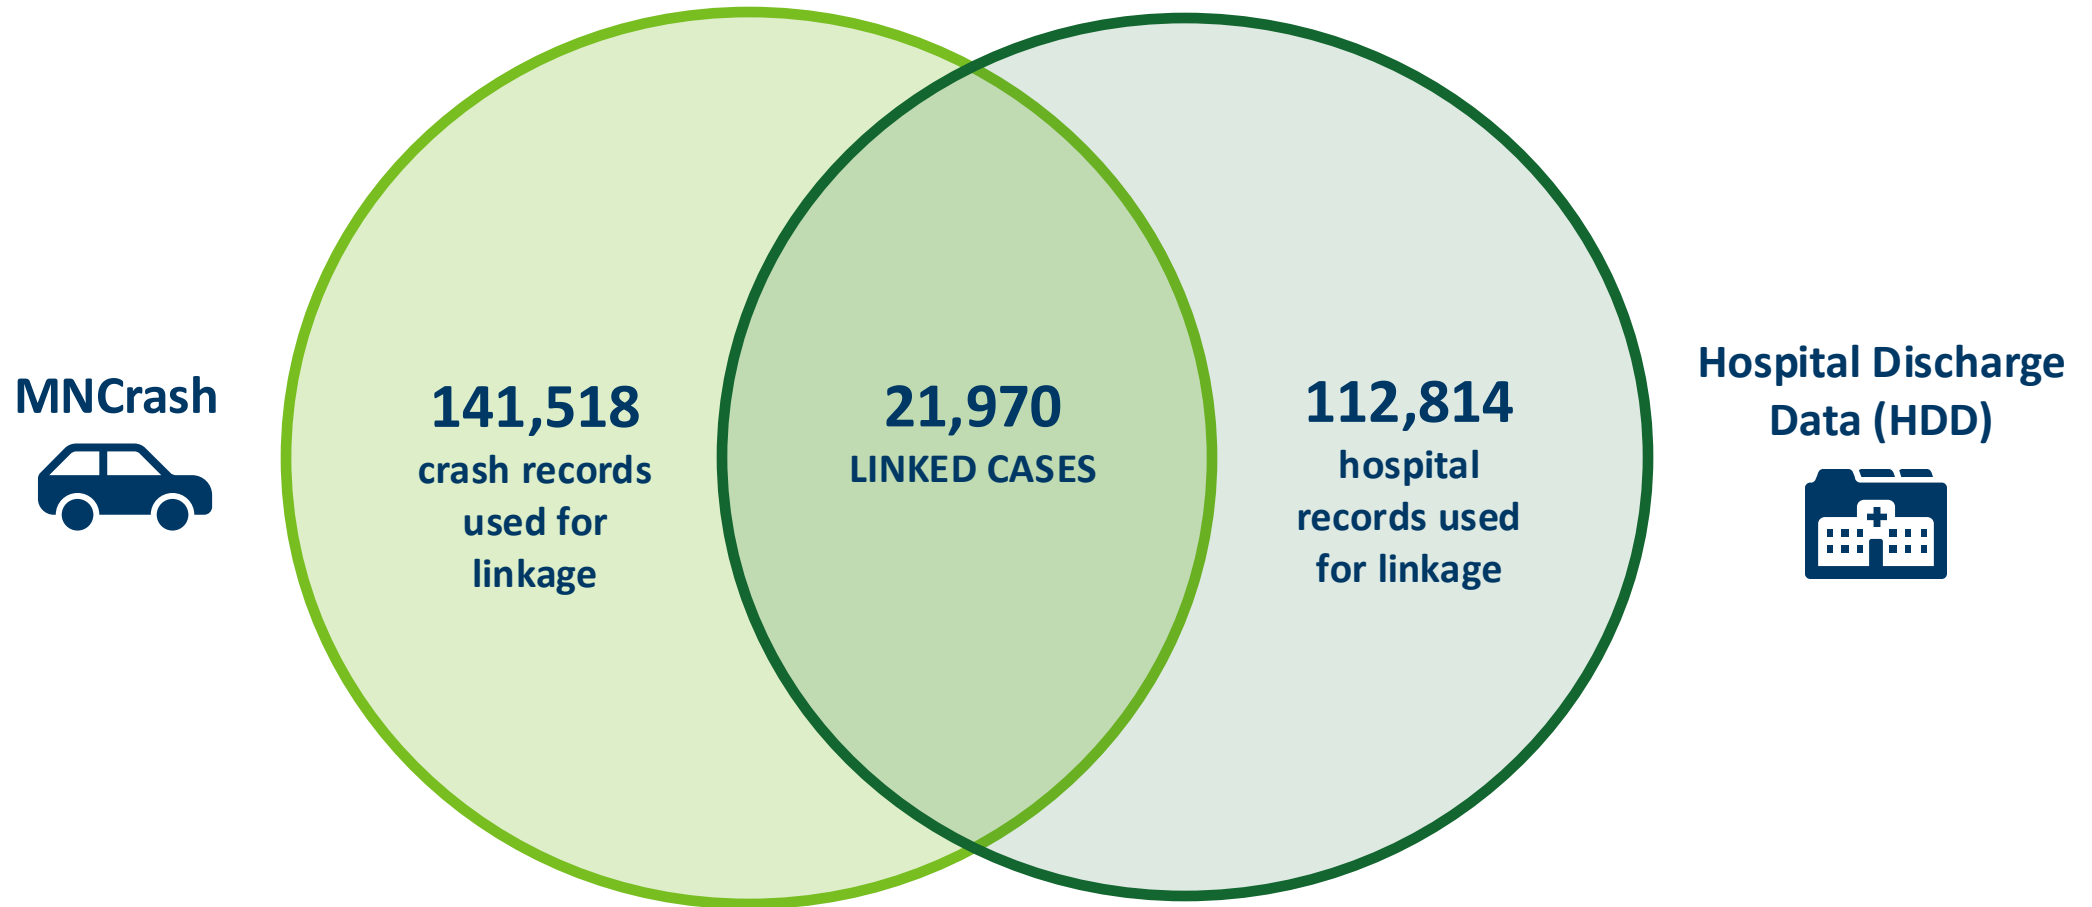 MNCrash
141,518
crash records
used for
linkage
21,970
LINKED CASES
112,814
hospital
records used
for linkage
Hospital Discharge
Data (HDD)